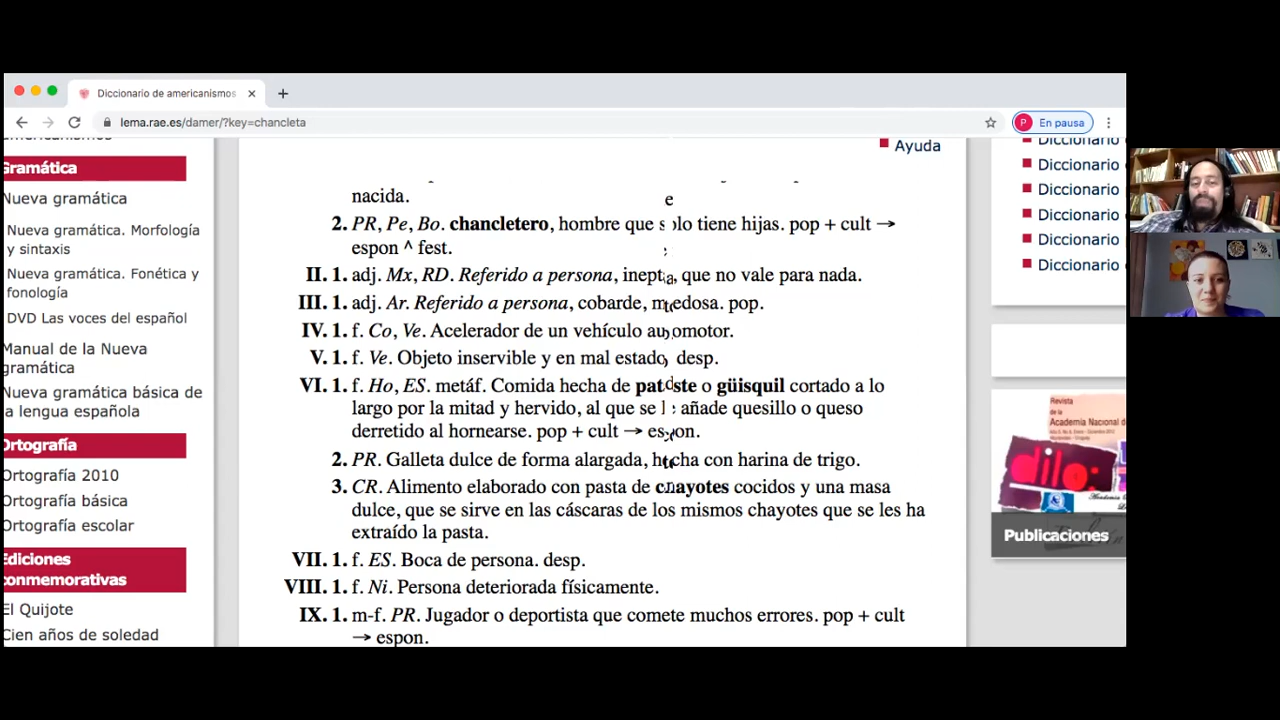 Diccionario de americanismos
lema.rae.es/damer/?key=chancleta
P En pausa
americanismos
Gramática
Nueva gramática
Nueva gramática. Morfología
y sintaxis
Nueva gramática. Fonética y
fonología
DVD Las voces del español
Manual de la Nueva
gramática
Nueva gramática básica de
la lengua española
Ortografía
Ortografía 2010
Ortografía básica
Ortografía escolar
Ediciones
conmemorativas
El Quijote
Cien años de soledad
Ayuda
nacida.
2. PR, Pe, Bo. chancletero, hombre que solo tiene hijas. pop + cult →
espon ^ fest.
II. 1. adj. Mx, RD. Referido a persona, inepta, que no vale para nada.
III. 1. adj. Ar. Referido a persona, cobarde, miedosa. pop.
IV. 1. f. Co, Ve. Acelerador de un vehículo automotor.
V. 1. f. Ve. Objeto inservible y en mal estado. desp.
VI. 1. f. Ho, ES. metáf. Comida hecha de pataste o güisquil cortado a lo
largo por la mitad y hervido, al que se le añade quesillo o queso
derretido al hornearse. pop + cult → espon.
2. PR. Galleta dulce de forma alargada, hecha con harina de trigo.
3. CR. Alimento elaborado con pasta de chayotes cocidos y una masa
dulce, que se sirve en las cáscaras de los mismos chayotes que se les ha
extraído la pasta.
VII. 1. f. ES. Boca de persona. desp.
VIII. 1. f. Ni. Persona deteriorada físicamente.
IX. 1. m-f. PR. Jugador o deportista que comete muchos errores. pop + cult
→ espon.
Diccionario
Diccionario
Diccionario
Diccionario
Diccionario
Diccionario
Revista
de la
Academia Nacional de
dilo:
Publicaciones